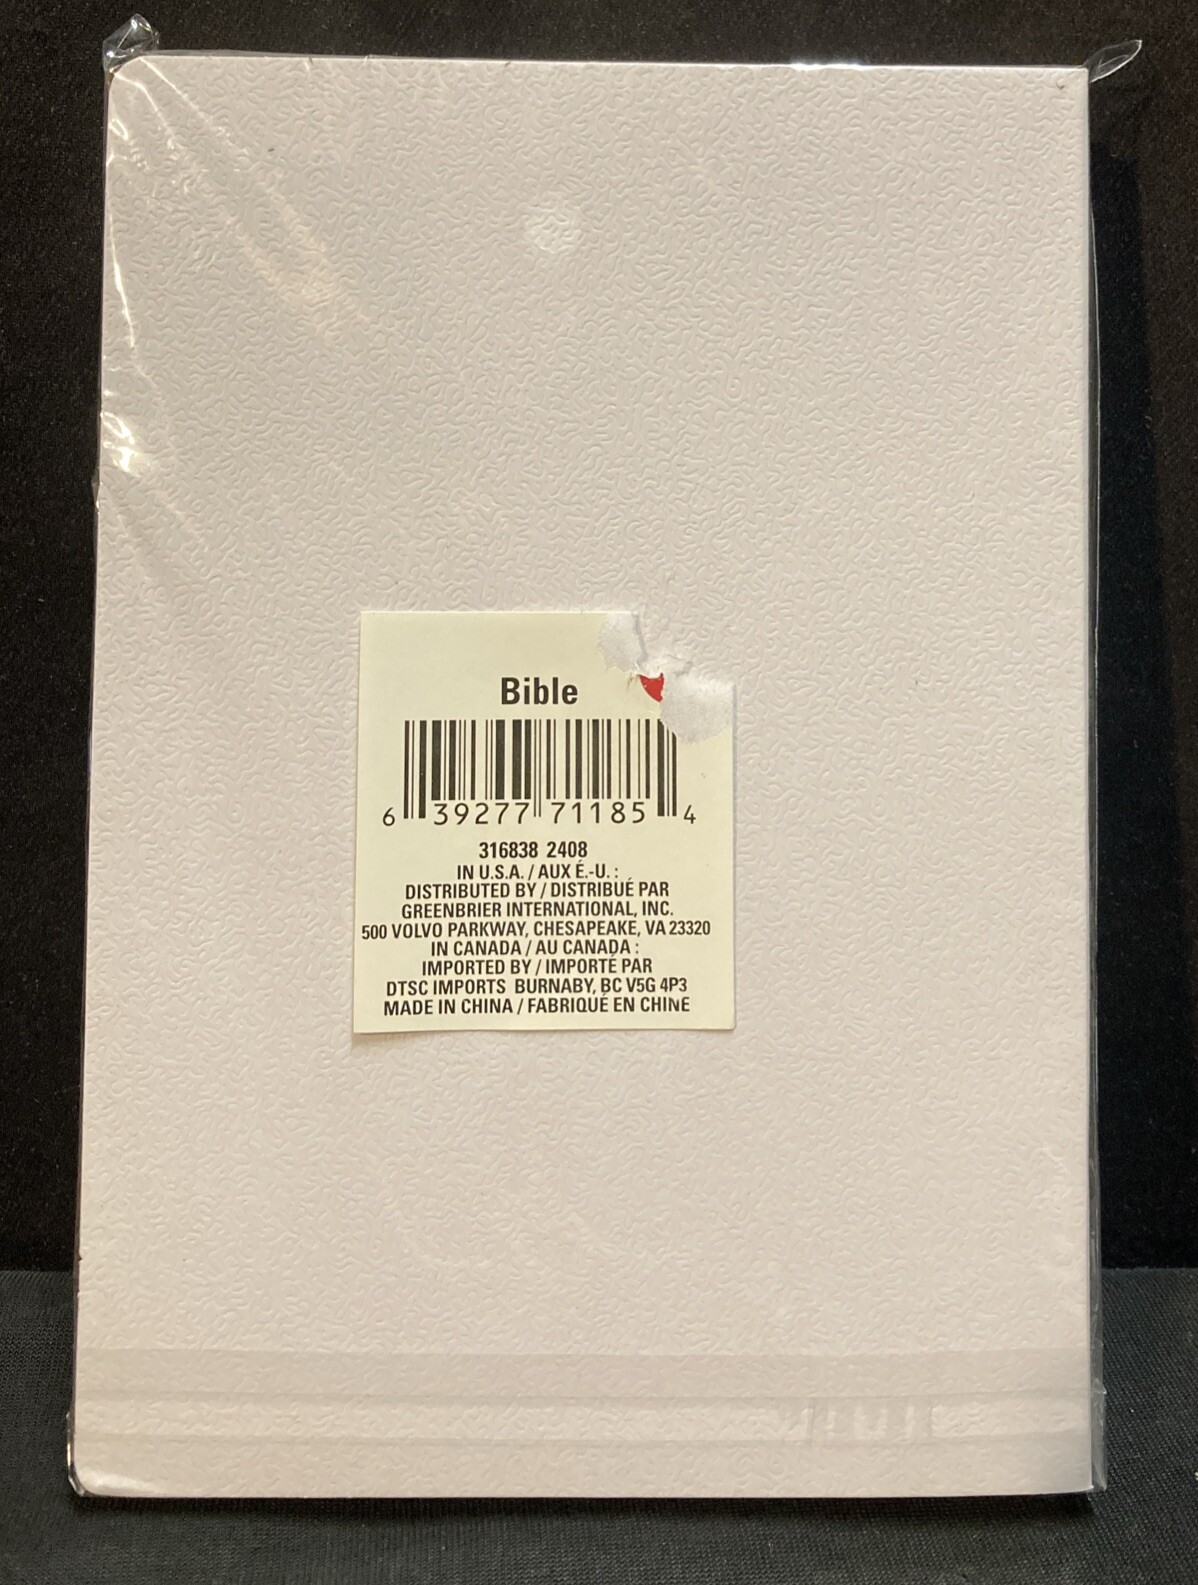 Bible
6 39277 71185 4
316838 2408
IN U.S.A. / AUX É.-U. :
DISTRIBUTED BY / DISTRIBUÉ PAR
GREENBRIER INTERNATIONAL, INC.
500 VOLVO PARKWAY, CHESAPEAKE, VA 23320
IN CANADA / AU CANADA :
IMPORTED BY / IMPORTÉ PAR
DTSC IMPORTS BURNABY, BC V5G 4P3
MADE IN CHINA / FABRIQUÉ EN CHINE